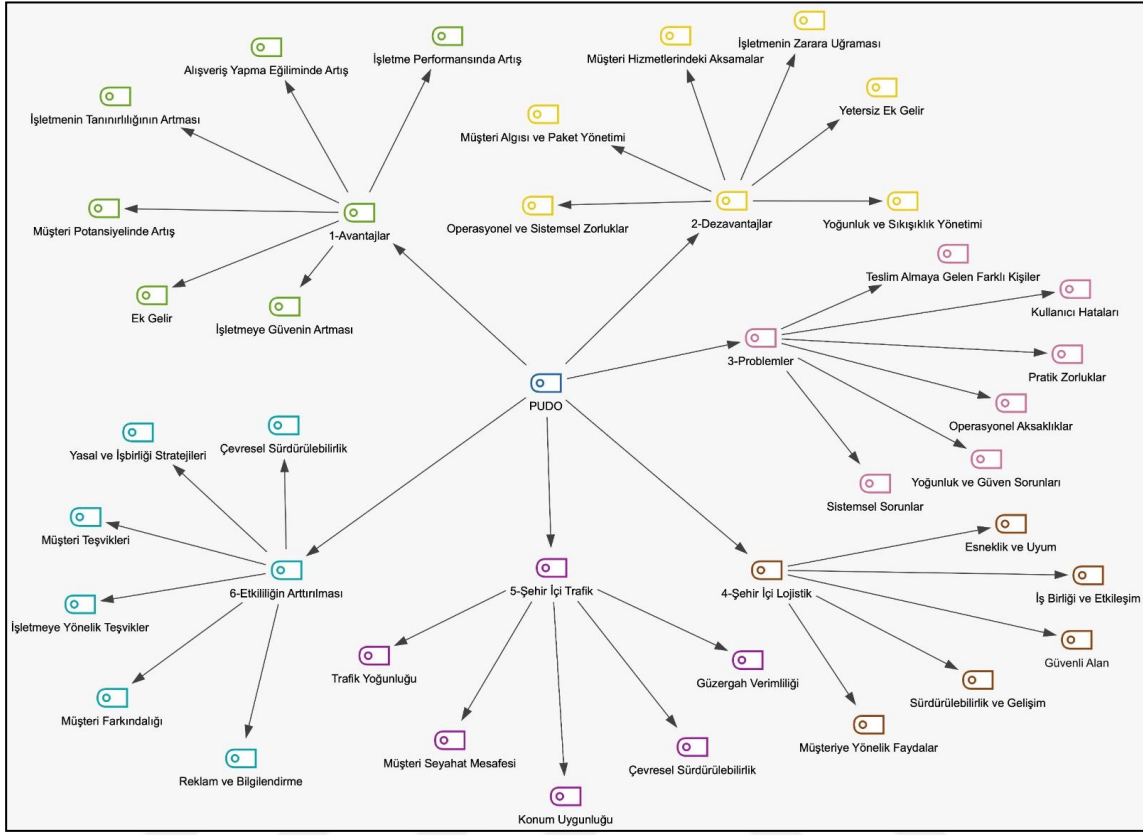 İşletmenin Zarara Uğraması
Alışveriş Yapma Eğiliminde Artış
İşletme Performansında Artış
Müşteri Hizmetlerindeki Aksamalar
İşletmenin Tanınırlılığının Artması
Müşteri Algısı ve Paket Yönetimi
Yetersiz Ek Gelir
Müşteri Potansiyelinde Artış
1-Avantajlar
Operasyonel ve Sistemsel Zorluklar
2-Dezavantajlar
Yoğunluk ve Sıkışıklık Yönetimi
Ek Gelir
İşletmeye Güvenin Artması
Teslim Almaya Gelen Farklı Kişiler
Kullanıcı Hataları
3-Problemler
Pratik Zorluklar
PUDO
Operasyonel Aksaklıklar
Yoğunluk ve Güven Sorunları
Sistemsel Sorunlar
Yasal ve İşbirliği Stratejileri
Çevresel Sürdürülebilirlik
Müşteri Teşvikleri
6-Etkililiğin Arttırılması
İşletmeye Yönelik Teşvikler
Müşteri Farkındalığı
Reklam ve Bilgilendirme
5-Şehir İçi Trafik
Trafik Yoğunluğu
Müşteri Seyahat Mesafesi
Konum Uygunluğu
Çevresel Sürdürülebilirlik
Güzergah Verimliliği
4-Şehir İçi Lojistik
Esneklik ve Uyum
İş Birliği ve Etkileşim
Güvenli Alan
Sürdürülebilirlik ve Gelişim
Müşteriye Yönelik Faydalar